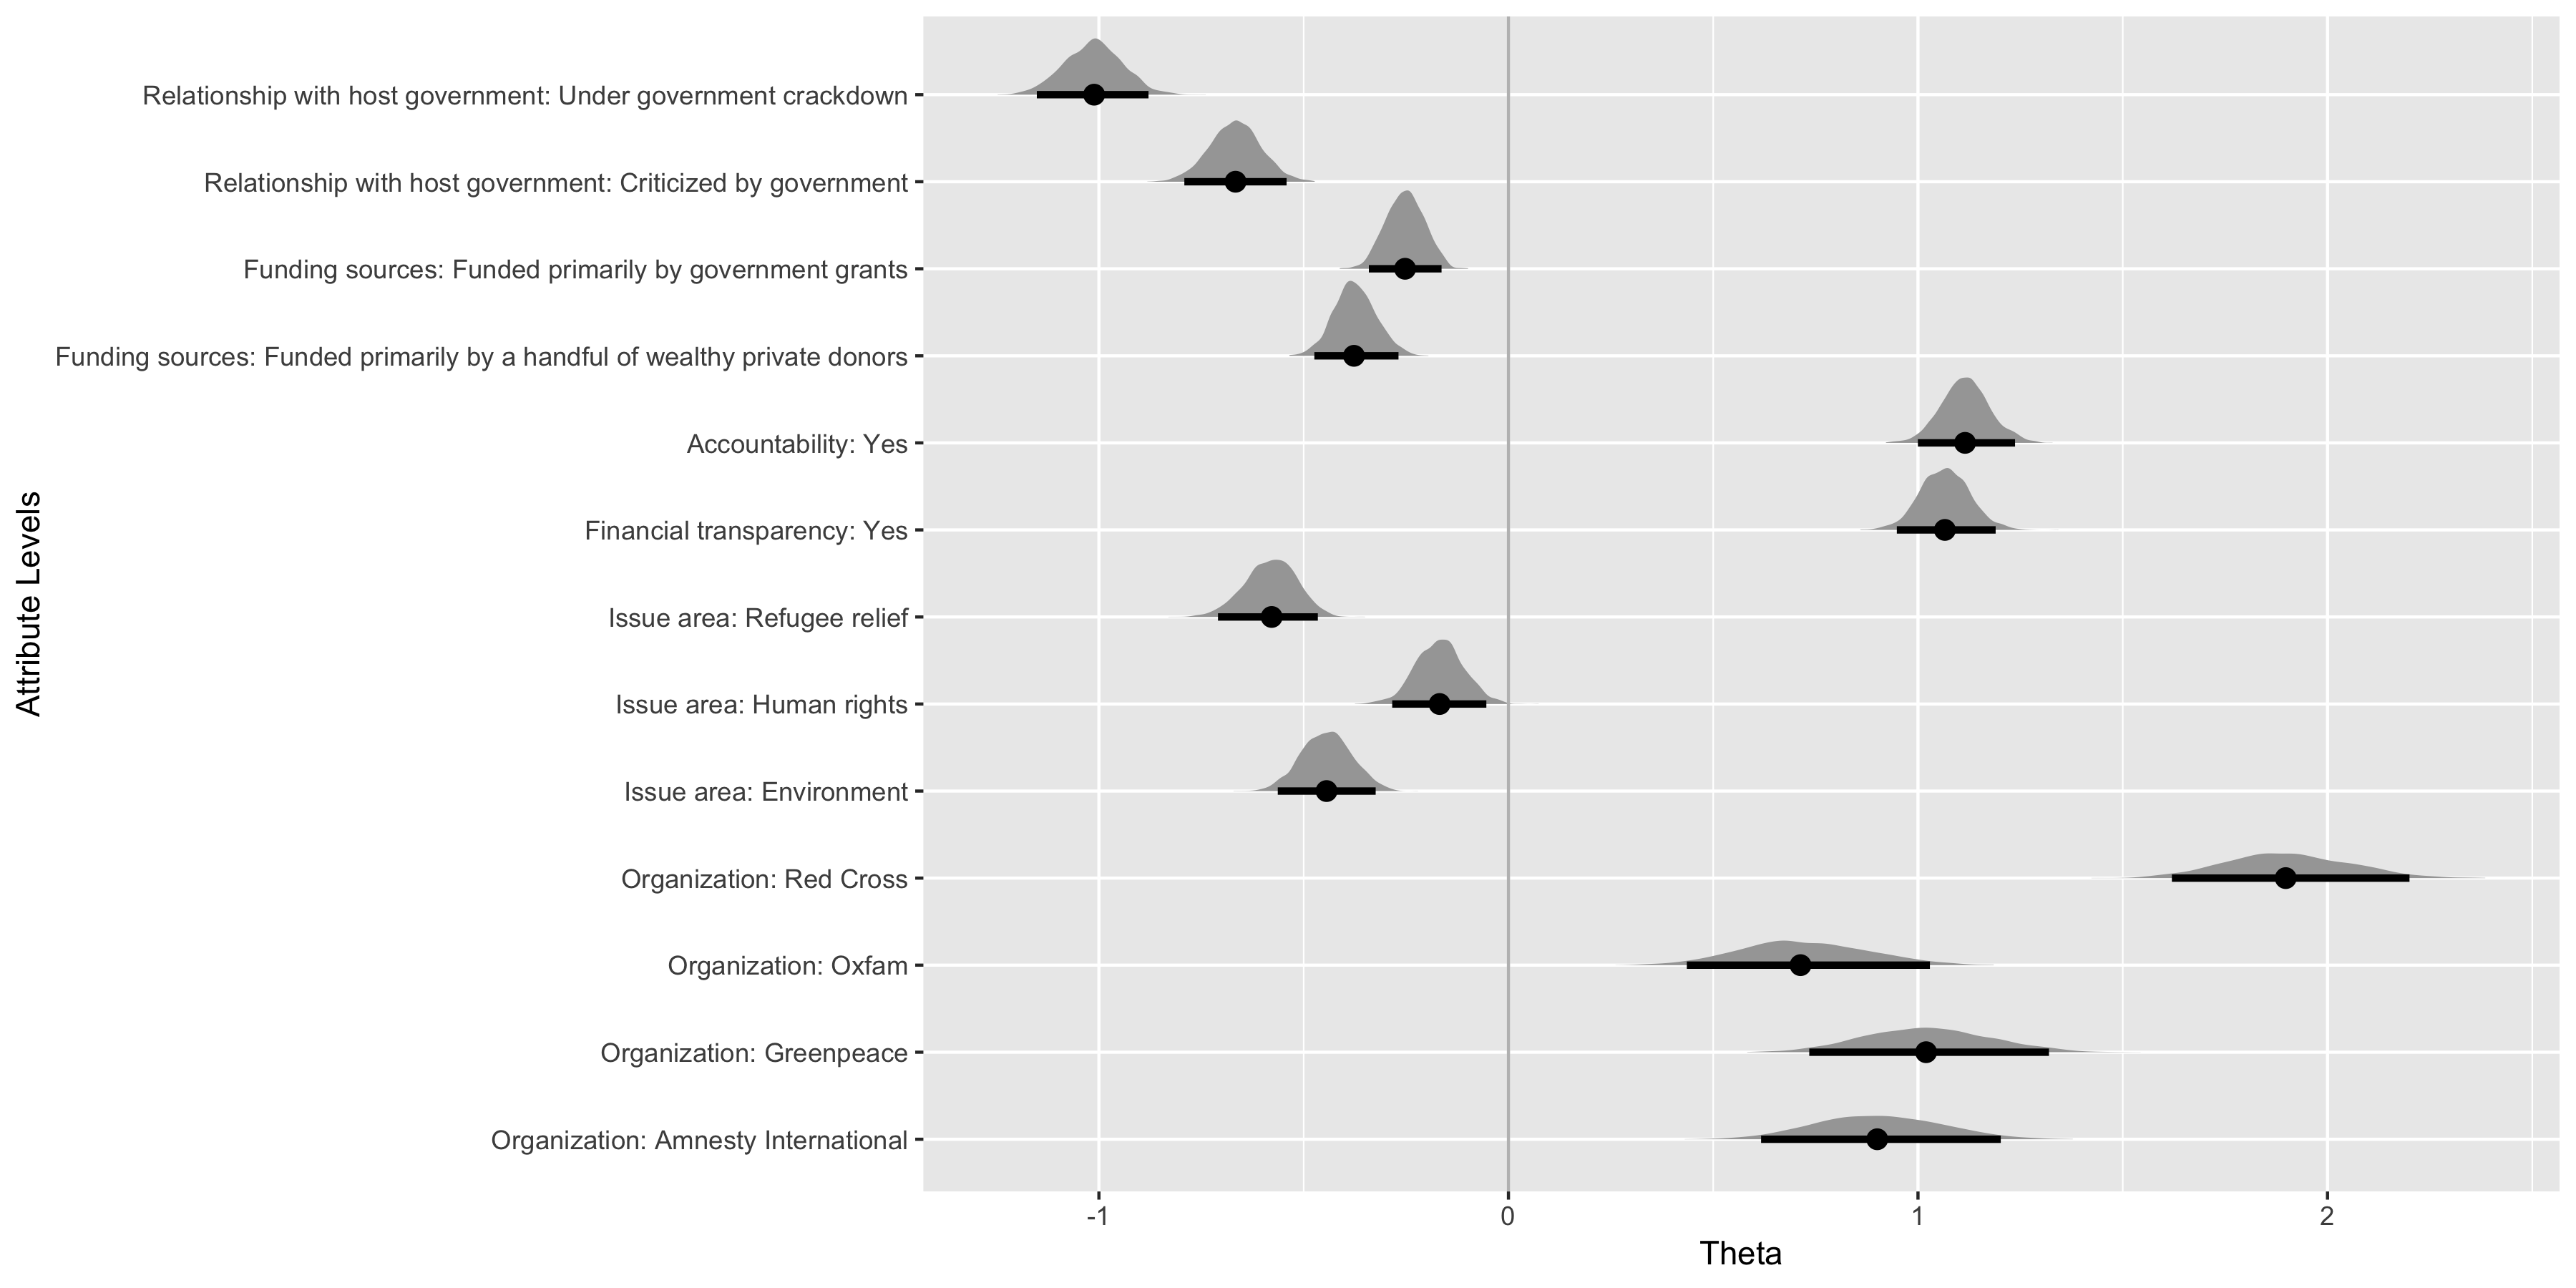 Relationship with host government: Under government crackdown
Relationship with host government: Criticized by government
Funding sources: Funded primarily by government grants
Funding sources: Funded primarily by a handful of wealthy private donors
Accountability: Yes
Financial transparency: Yes
Issue area: Refugee relief
Issue area: Human rights
Issue area: Environment
Organization: Red Cross
Organization: Oxfam
Organization: Greenpeace
Organization: Amnesty International
Attribute Levels
-1 0 1 2
Theta